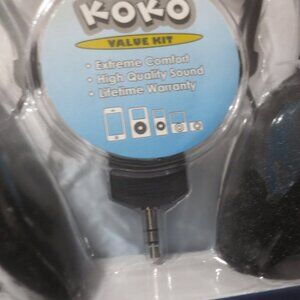 KOKO
VALUE KIT
• Extreme Comfort
• High Quality Sound
• Lifetime Warranty